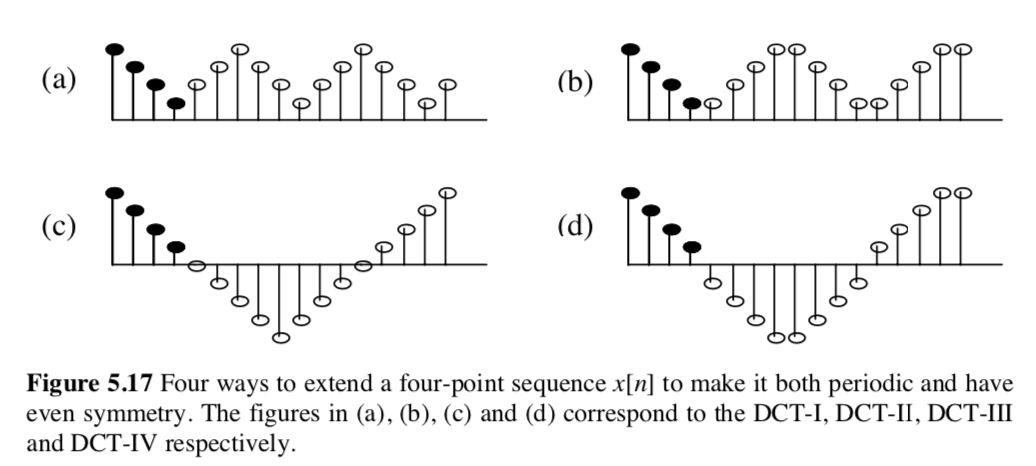 (a)
(b)
(c)
(d)
Figure 5.17 Four ways to extend a four-point sequence x[n] to make it both periodic and have
even symmetry. The figures in (a), (b), (c) and (d) correspond to the DCT-I, DCT-II, DCT-III
and DCT-IV respectively.